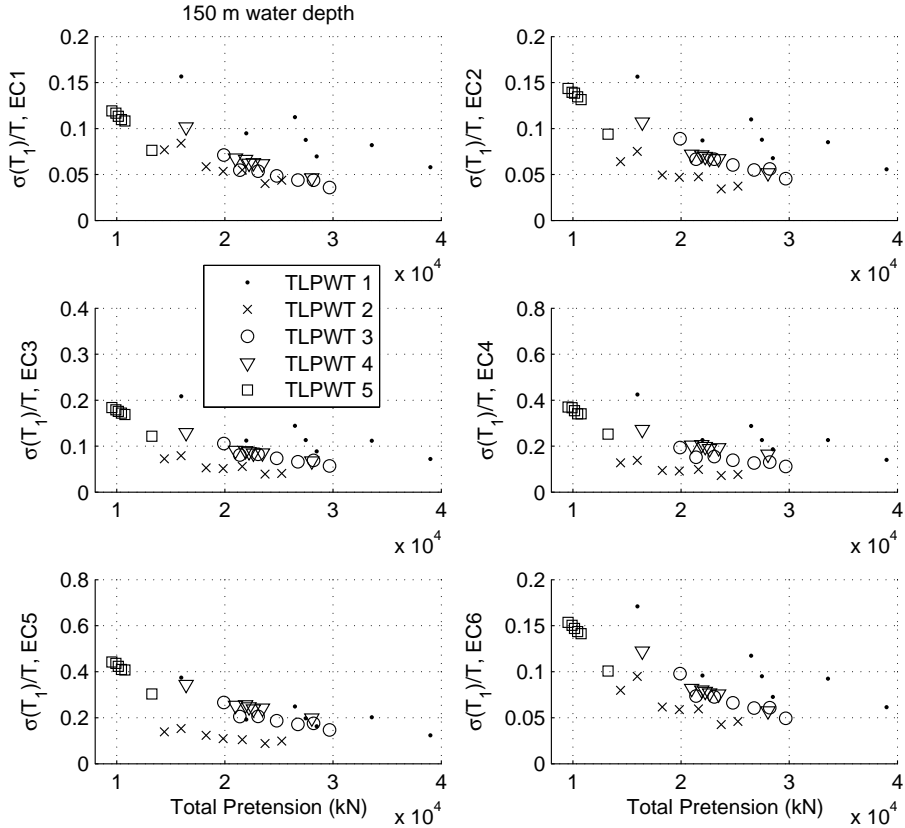 150 m water depth
0.2
0.15
0.1
0.05
0
σ(T1)/T, EC1
1 2 3 4
x 10^4
0.2
0.15
0.1
0.05
0
σ(T1)/T, EC2
1 2 3 4
x 10^4
0.4
0.3
0.2
0.1
0
σ(T1)/T, EC3
1 2 3 4
x 10^4
TLPWT 1
TLPWT 2
TLPWT 3
TLPWT 4
TLPWT 5
0.8
0.6
0.4
0.2
0
σ(T1)/T, EC4
1 2 3 4
x 10^4
0.8
0.6
0.4
0.2
0
σ(T1)/T, EC5
1 2 3 4
Total Pretension (kN)
x 10^4
0.2
0.15
0.1
0.05
0
σ(T1)/T, EC6
1 2 3 4
Total Pretension (kN)
x 10^4